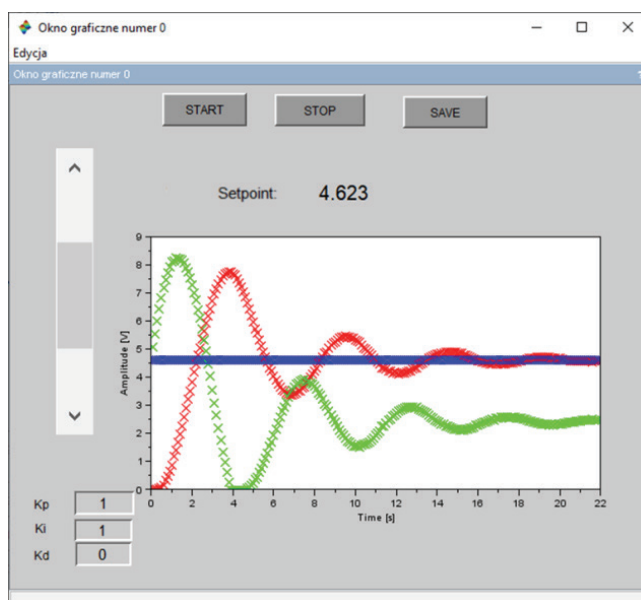 Okno graficzne numer 0
Edycja
Okno graficzne numer 0
START STOP SAVE
Setpoint: 4.623
9
8
7
6
5
4
3
2
1
0
Amplitude [V]
0 2 4 6 8 10 12 14 16 18 20 22
Time [s]
Kp 1
Ki 1
Kd 0